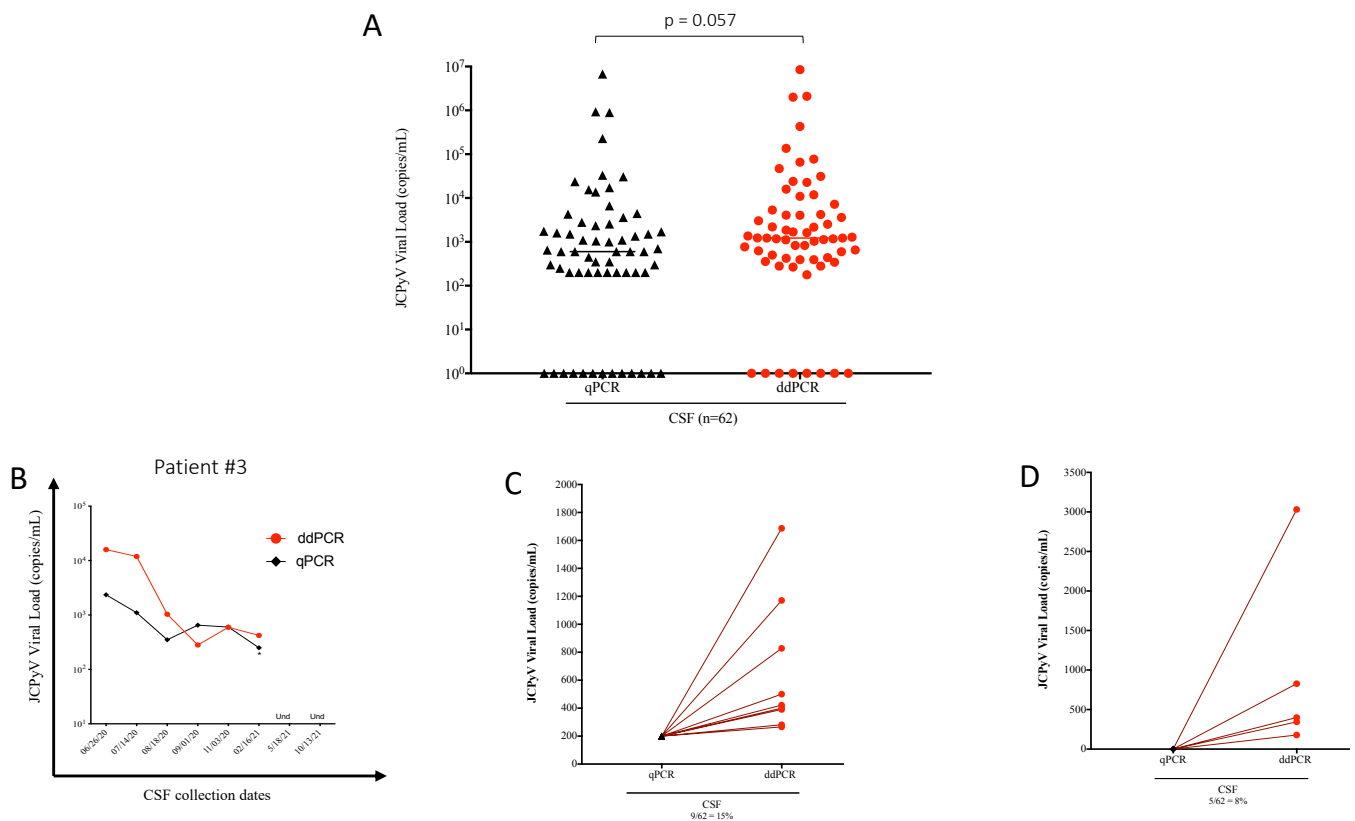 A
p = 0.057
JCPyV Viral Load (copies/mL)
10^7
10^6
10^5
10^4
10^3
10^2
10^1
10^0
qPCR
ddPCR
CSF (n=62)
B
Patient #3
JCPyV Viral Load (copies/mL)
10^5
10^4
10^3
10^2
10^1
ddPCR
qPCR
*
Und
Und
06/26/20
07/14/20
08/18/20
09/01/20
11/03/20
02/16/21
5/18/21
10/13/21
CSF collection dates
C
JCPyV Viral Load (copies/mL)
2000
1800
1600
1400
1200
1000
800
600
400
200
0
qPCR
ddPCR
CSF
9/62 = 15%
D
JCPyV Viral Load (copies/mL)
3500
3000
2500
2000
1500
1000
500
0
qPCR
ddPCR
CSF
5/62 = 8%